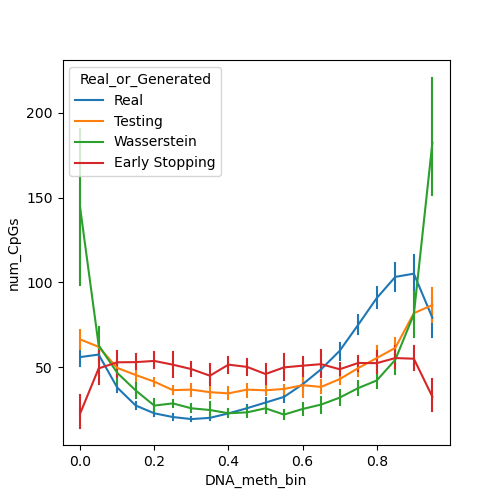 Real_or_Generated
Real
Testing
Wasserstein
Early Stopping
num_CpGs
200
150
100
50
0.0 0.2 0.4 0.6 0.8
DNA_meth_bin